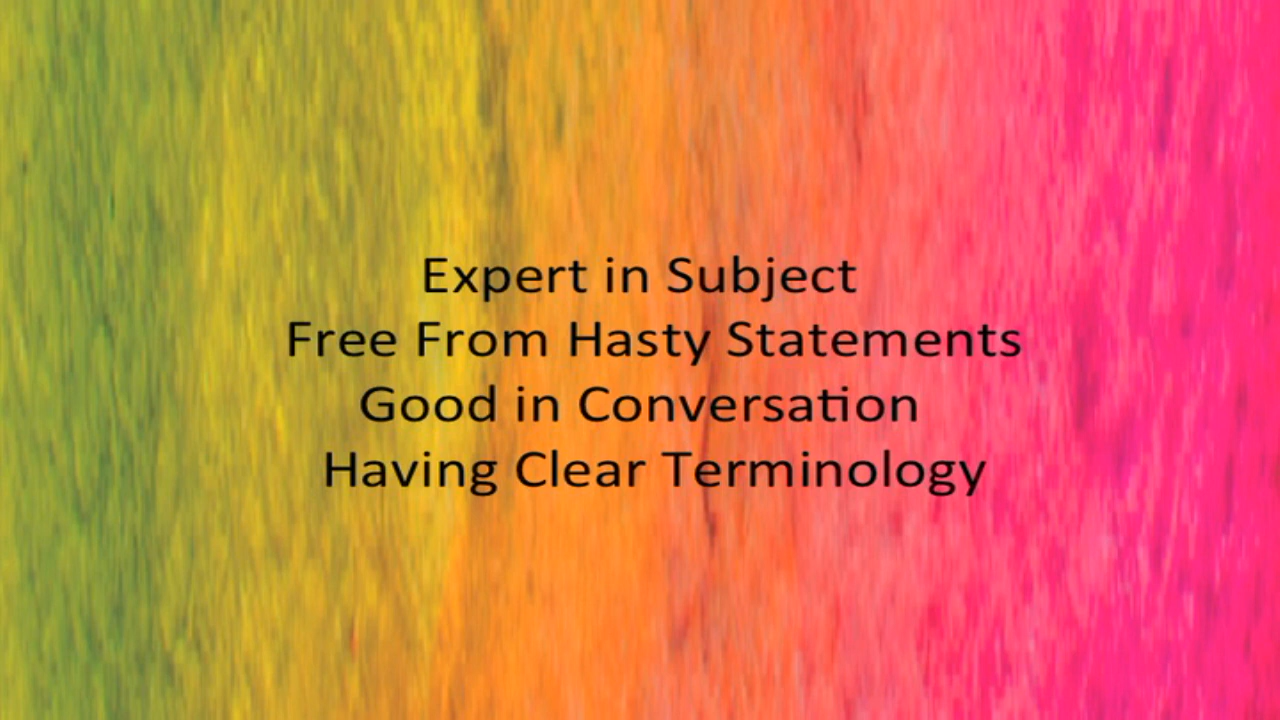 Expert in Subject
Free From Hasty Statements
Good in Conversation
Having Clear Terminology